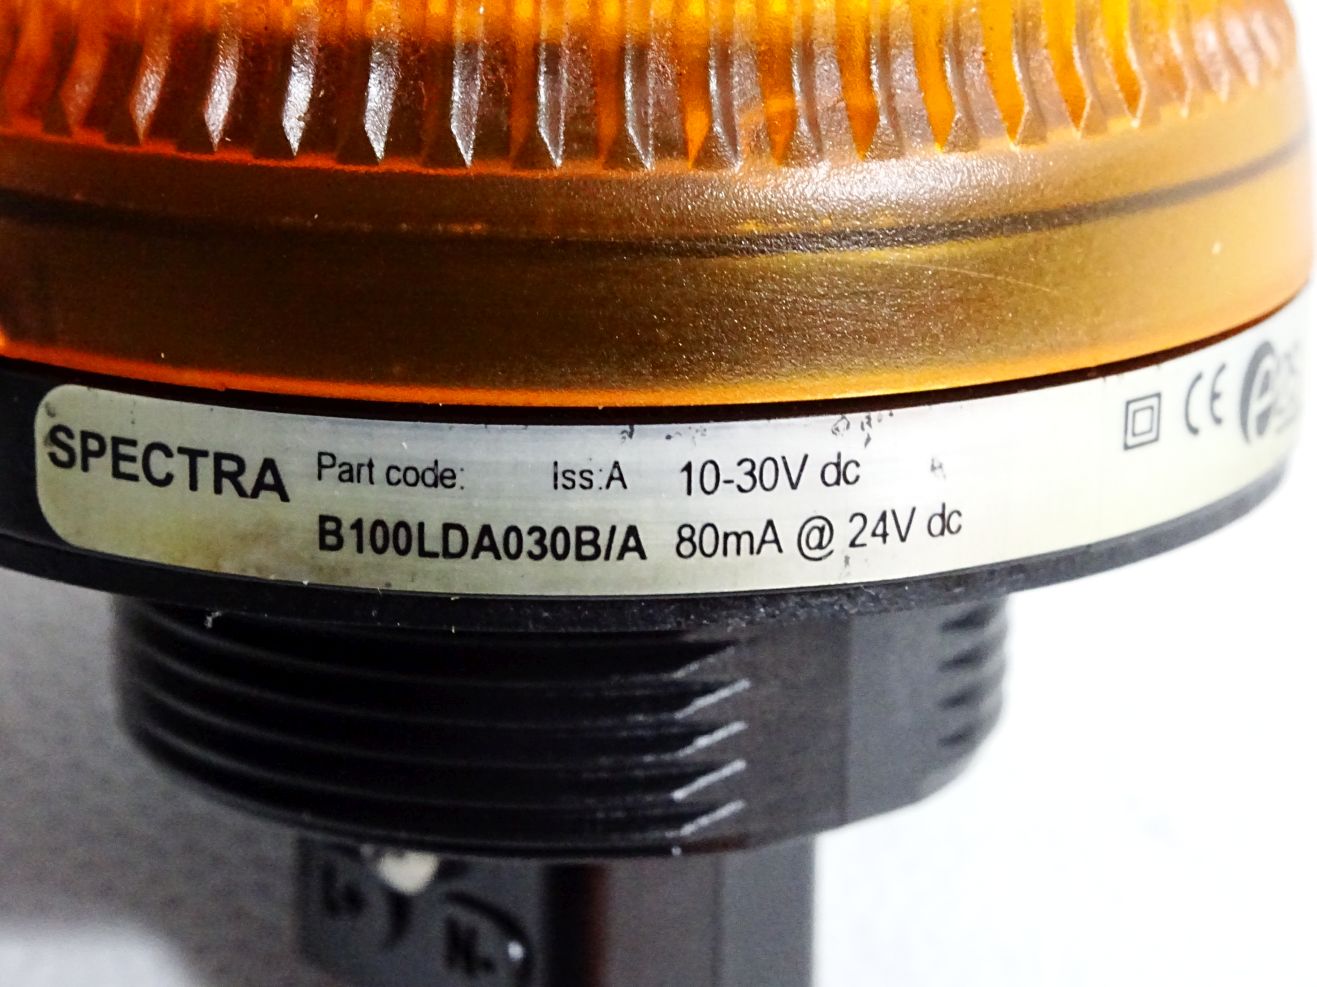 SPECTRA
Part code: Iss:A 10-30V dc
B100LDA030B/A 80mA @ 24V dc
CE
L+
N-